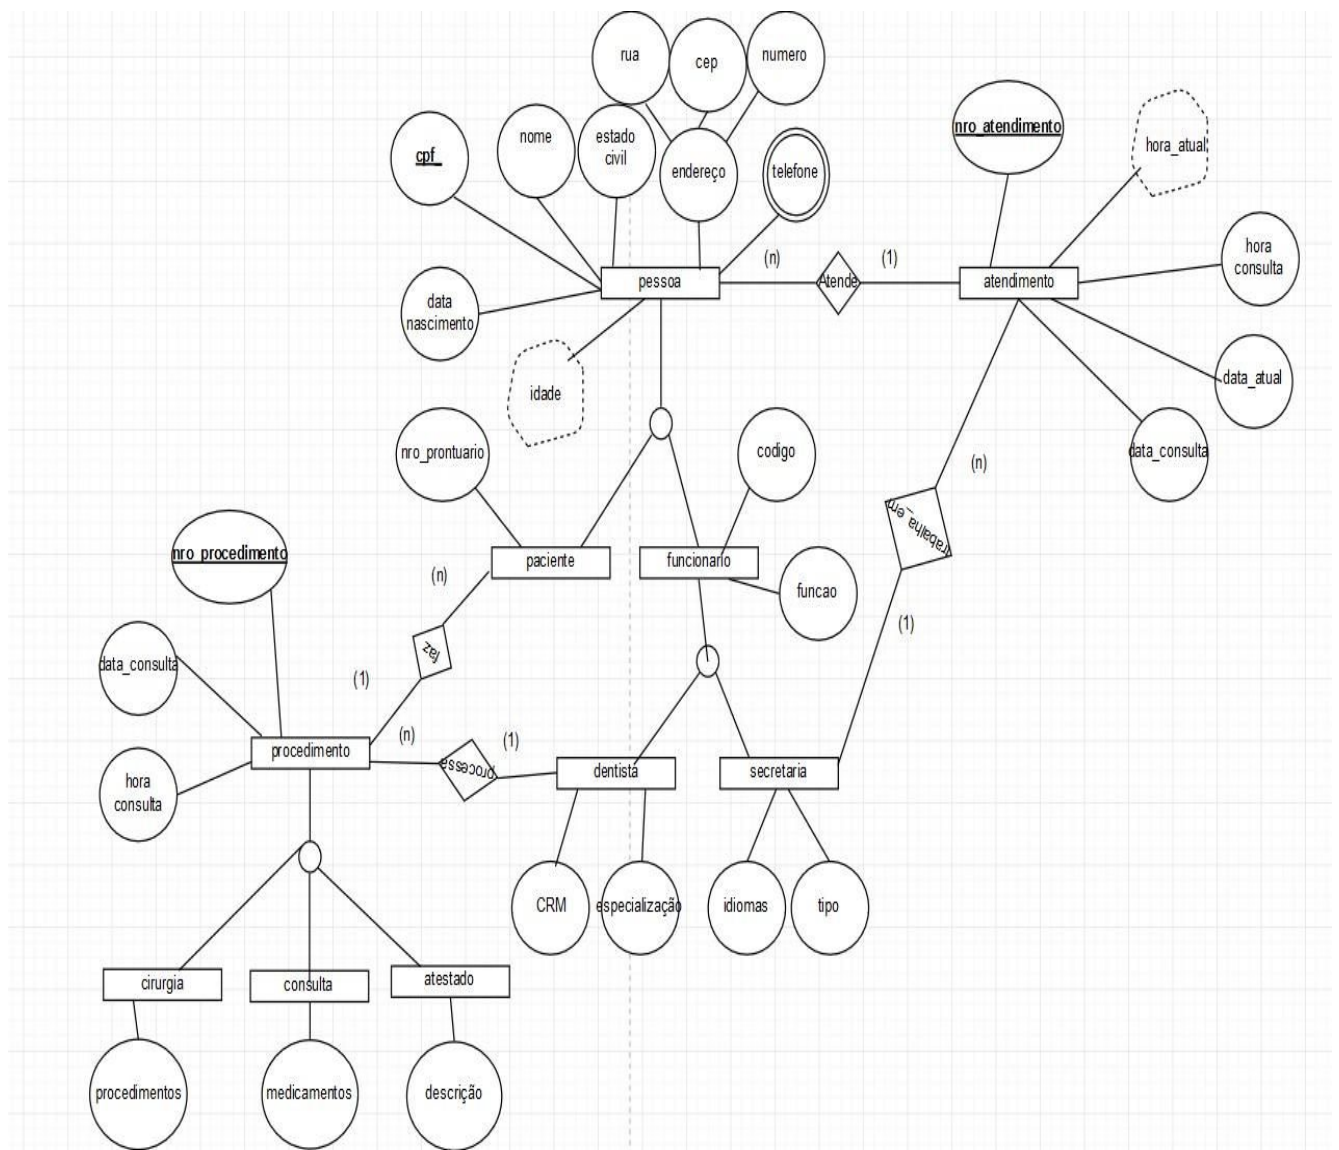 rua
cep
numero
cpf_
nome
estado
civil
endereço
telefone
nro_atendimento
hora_atual
hora
consulta
data
nascimento
pessoa
(n)
Atende
(1)
atendimento
idade
data_atual
data_consulta
nro_prontuario
codigo
(n)
trabalha_em
(1)
nro_procedimento
paciente
funcionario
funcao
(n)
faz
(1)
data_consulta
hora
consulta
procedimento
(n)
processa
(1)
dentista
secretaria
CRM
especialização
idiomas
tipo
cirurgia
consulta
atestado
procedimentos
medicamentos
descrição